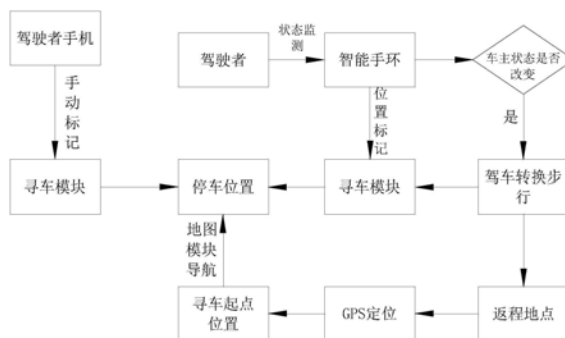 驾驶者手机
手动标记
寻车模块
驾驶者
状态监
测
智能手环
车主状态是否
改变
位置标记
是
停车位置
寻车模块
驾车转换步
行
地图
模块
导航
寻车起点
位置
GPS定位
返程地点